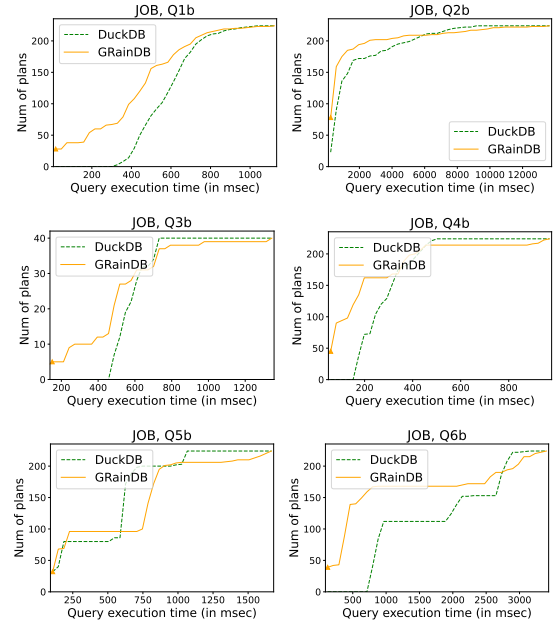 JOB, Q1b
Num of plans
0
50
100
150
200
DuckDB
GRainDB
200
400
600
800
1000
Query execution time (in msec)
JOB, Q2b
Num of plans
0
50
100
150
200
DuckDB
GRainDB
2000
4000
6000
8000
10000
12000
Query execution time (in msec)
JOB, Q3b
Num of plans
0
10
20
30
40
DuckDB
GRainDB
200
400
600
800
1000
1200
Query execution time (in msec)
JOB, Q4b
Num of plans
0
50
100
150
200
DuckDB
GRainDB
200
400
600
800
Query execution time (in msec)
JOB, Q5b
Num of plans
0
50
100
150
200
DuckDB
GRainDB
250
500
750
1000
1250
1500
Query execution time (in msec)
JOB, Q6b
Num of plans
0
50
100
150
200
DuckDB
GRainDB
500
1000
1500
2000
2500
3000
Query execution time (in msec)